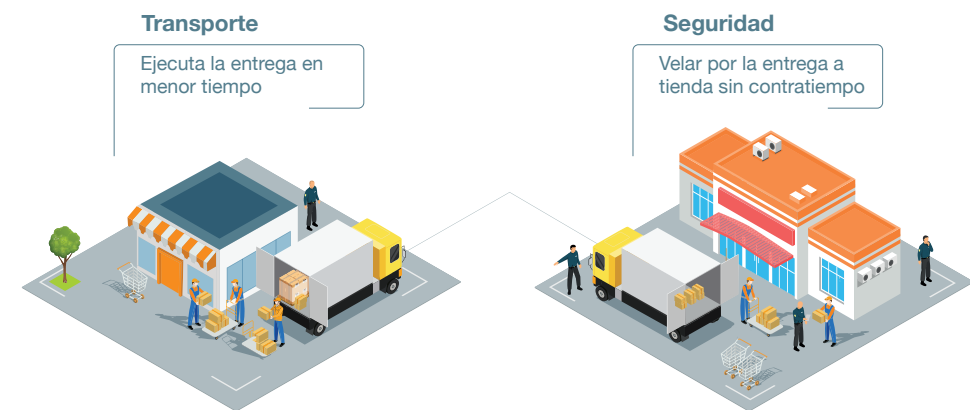 Transporte
Ejecuta la entrega en
menor tiempo
Seguridad
Velar por la entrega a
tienda sin contratiempo